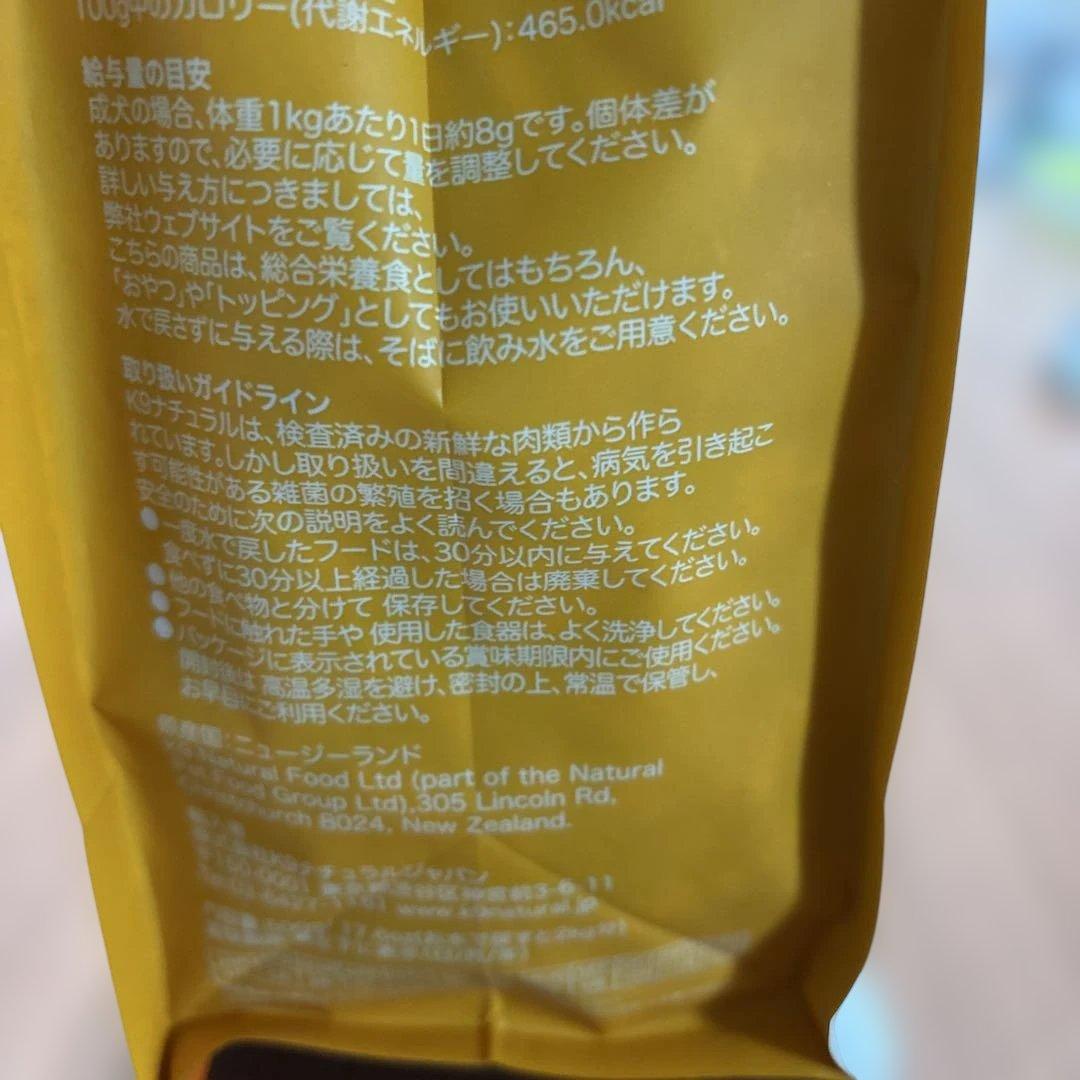 100g中のカロリー(代謝エネルギー):465.0kcal
給与量の目安
成犬の場合、体重1kgあたり1日約8gです。個体差が
ありますので、必要に応じて量を調整してください。
詳しい与え方につきましては、
弊社ウェブサイトをご覧ください。
こちらの商品は、総合栄養食としてはもちろん、
「おやつ」や「トッピング」としてもお使いいただけます。
水で戻さずに与える際は、そばに飲み水をご用意ください。
取り扱いガイドライン
K9ナチュラルは、検査済みの新鮮な肉類から作ら
れています。しかし取り扱いを間違えると、病気を引き起こ
す可能性がある雑菌の繁殖を招く場合もあります。
安全のために次の説明をよく読んでください。
●一度水で戻したフードは、30分以内に与えてください。
食べずに30分以上経過した場合は廃棄してください。
●他の食べ物と分けて 保存してください。
●フードに触れた手や 使用した食器は、よく洗浄してください。
●パッケージに表示されている賞味期限内にご使用ください。
開封後は 高温多湿を避け、密封の上、常温で保管し、
お早目にご利用ください。
原産国:ニュージーランド
Natural Food Ltd (part of the Natural
Food Group Ltd),305 Lincoln Rd,
8024, New Zealand.
ナチュラルジャパン
3-6-11
www.k9natural.jp